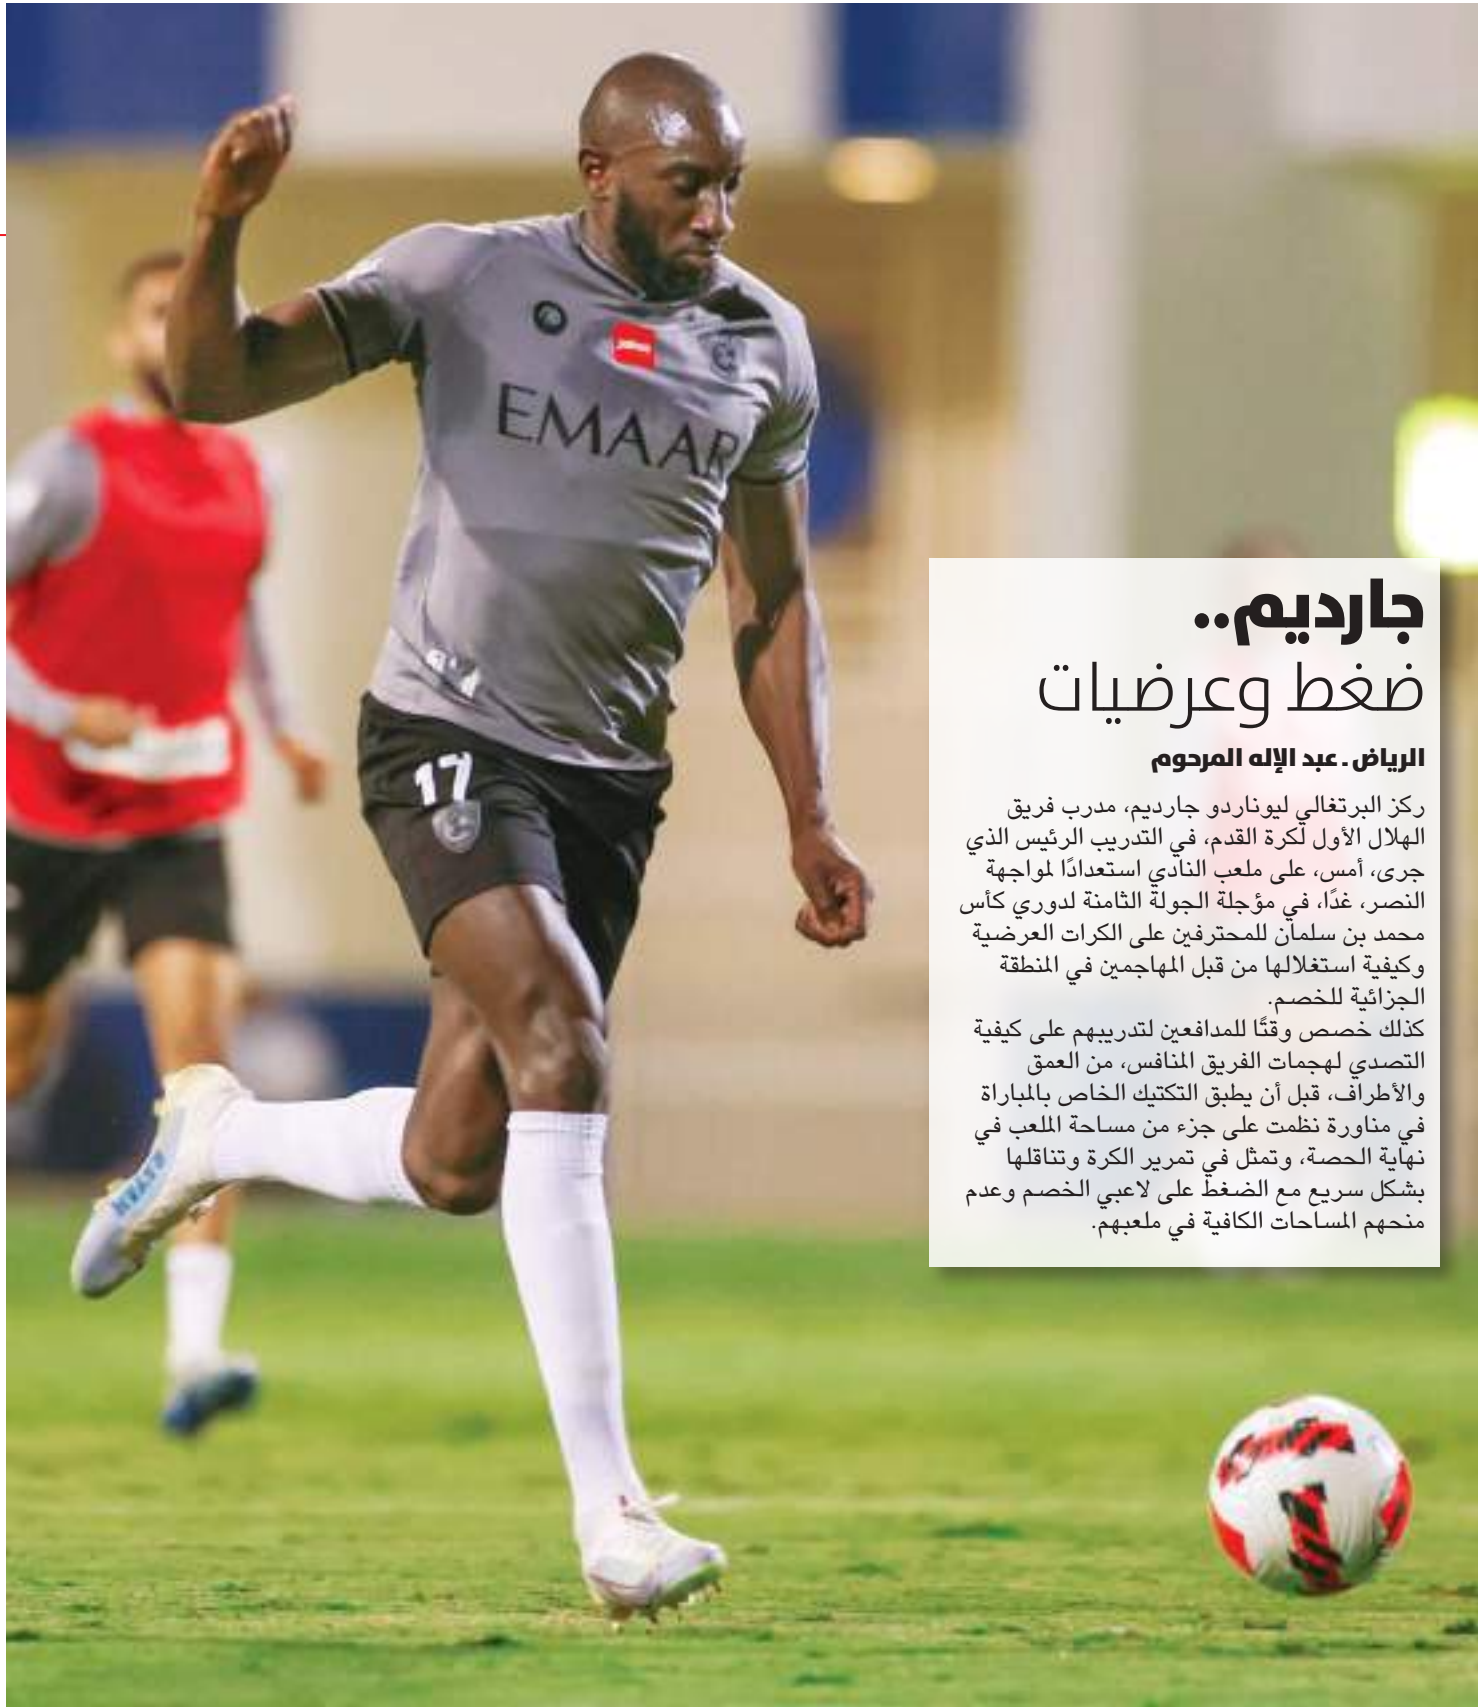 EMAAR
17
جارديم..
ضغط وعرضيات
الرياض. عبد الإله المرحوم
ركز البرتغالي ليوناردو جارديم، مدرب فريق
الهلال الأول لكرة القدم، في التدريب الرئيس الذي
جرى، أمس، على ملعب النادي استعدادًا لمواجهة
النصر، غدًا، في مؤجلة الجولة الثامنة لدوري كأس
محمد بن سلمان للمحترفين على الكرات العرضية
وكيفية استغلالها من قبل المهاجمين في المنطقة
الجزائية للخصم.
كذلك خصص وقتًا للمدافعين لتدريبهم على كيفية
التصدي لهجمات الفريق المنافس، من العمق
والأطراف، قبل أن يطبق التكتيك الخاص بالمباراة
في مناورة نظمت على جزء من مساحة الملعب في
نهاية الحصة، وتمثل في تمرير الكرة وتناقلها
بشكل سريع مع الضغط على لاعبي الخصم وعدم
منحهم المساحات الكافية في ملعبهم.